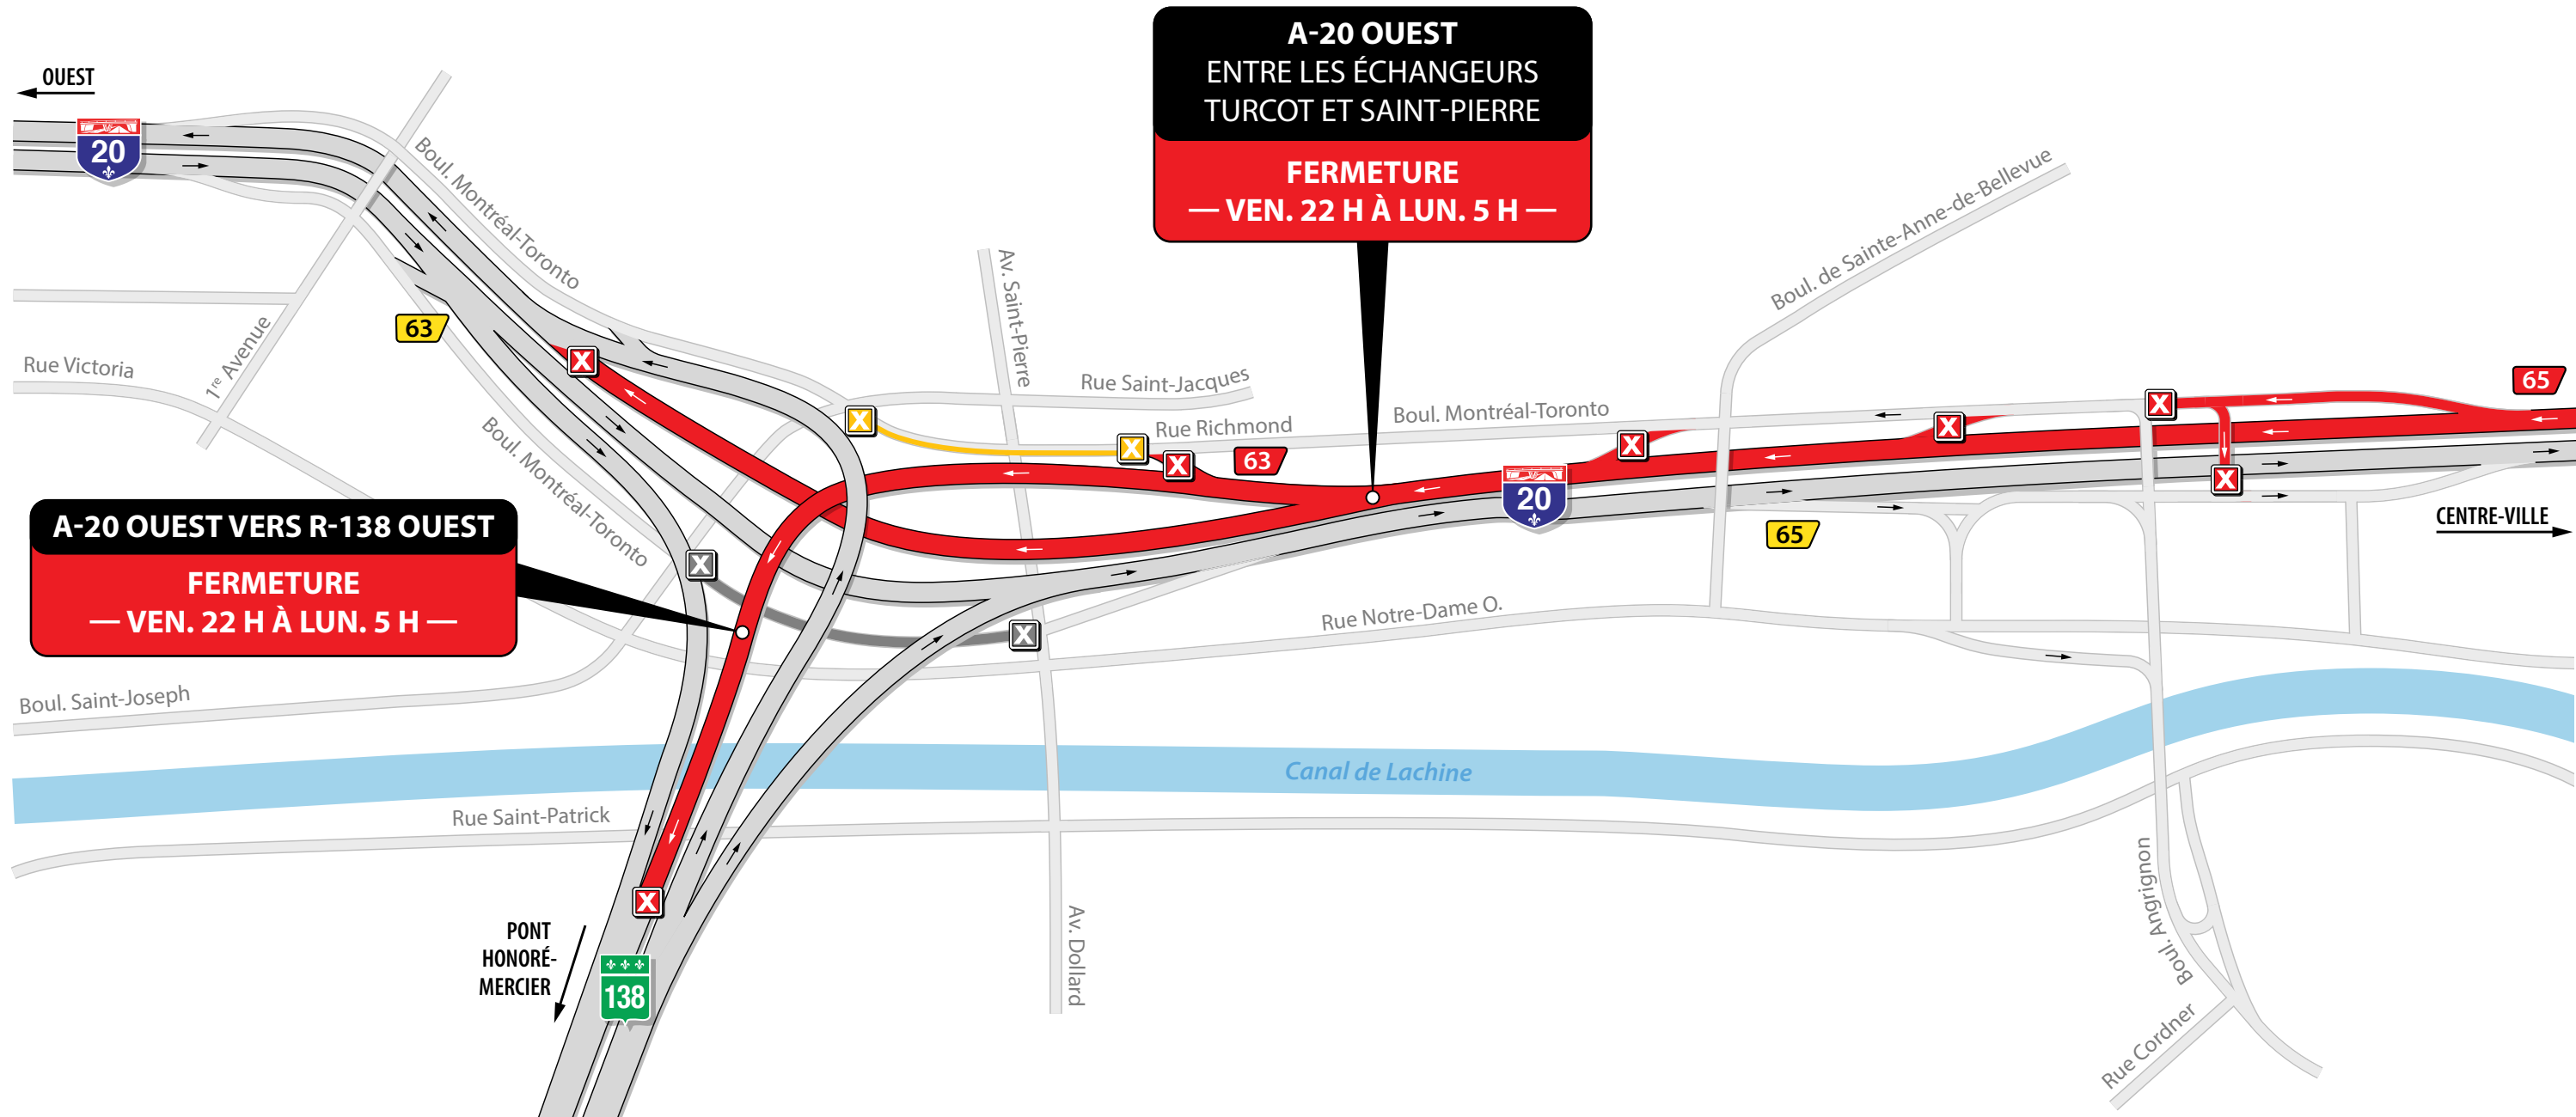 OUEST
20
A-20 OUEST
ENTRE LES ÉCHANGEURS
TURCOT ET SAINT-PIERRE
FERMETURE
— VEN. 22 H À LUN. 5 H —
Boul. Montréal-Toronto
Av. Saint-Pierre
Boul. de Sainte-Anne-de-Bellevue
63
1re Avenue
Rue Victoria
X
Rue Saint-Jacques
Boul. Montréal-Toronto
65
X
X
X
X
X
Rue Richmond
X
X
63
X
20
Boul. Montréal-Toronto
65
CENTRE-VILLE
A-20 OUEST VERS R-138 OUEST
FERMETURE
— VEN. 22 H À LUN. 5 H —
X
X
Rue Notre-Dame O.
Boul. Saint-Joseph
Canal de Lachine
Rue Saint-Patrick
X
PONT
HONORÉ-
MERCIER
138
Av. Dollard
Boul. Angrignon
Rue Cordner